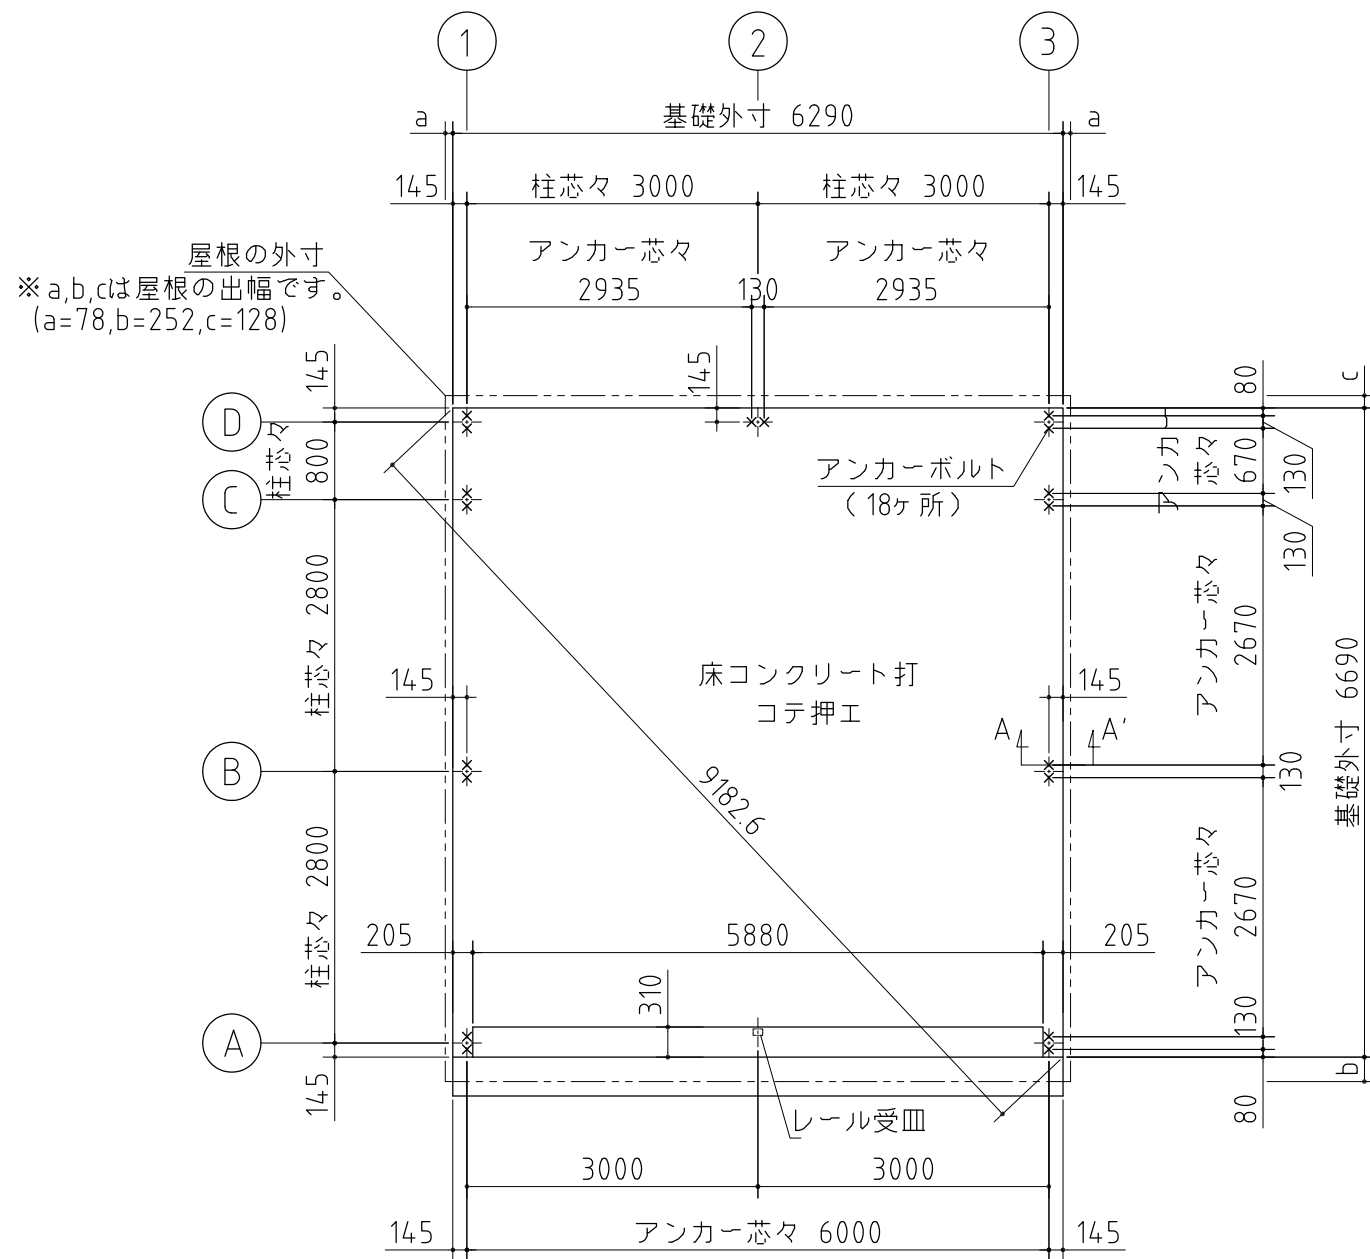 1
2
3
a
基礎外寸 6290
a
145
柱芯々 3000
柱芯々 3000
145
屋根の外寸
※a,b,cは屋根の出幅です。
(a=78,b=252,c=128)
アンカー芯々
2935
130
アンカー芯々
2935
145
145
80
c
D
柱芯々
800
C
アンカーボルト
(18ヶ所)
アンカー
芯々
670
130
130
柱芯々 2800
アンカー芯々
2670
145
床コンクリート打
コテ押エ
145
A
A'
基礎外寸 6690
B
9182.6
130
柱芯々 2800
アンカー芯々
2670
205
5880
205
310
130
A
145
b
80
レール受皿
3000
3000
145
アンカー芯々 6000
145